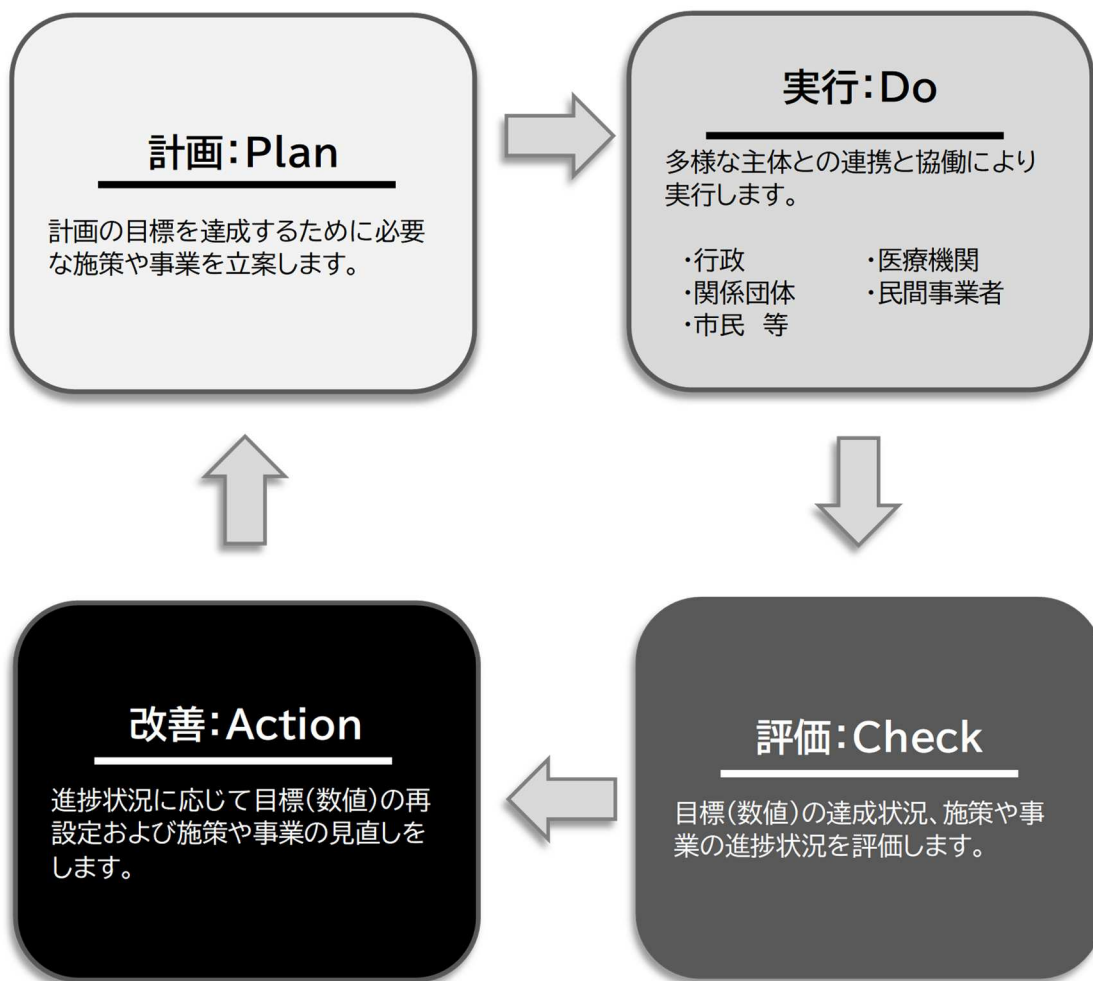 計画:Plan
計画の目標を達成するために必要
な施策や事業を立案します。
実行:Do
多様な主体との連携と協働により
実行します。
・行政
・医療機関
・関係団体
・民間事業者
・市民 等
評価:Check
目標(数値)の達成状況、施策や事
業の進捗状況を評価します。
改善:Action
進捗状況に応じて目標(数値)の再
設定および施策や事業の見直しを
します。